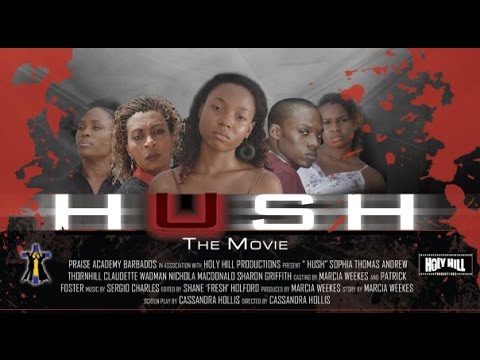 HUSH
THE MOVIE
PRAISE ACADEMY BARBADOS IN ASSOCIATION WITH HOLY HILL PRODUCTIONS PRESENT " HUSH" SOPHIA THOMAS ANDREW
THORNHILL CLAUDETTE WADMAN NICHOLA MACDONALD SHARON GRIFFITH CASTING BY MARCIA WEEKES AND PATRICK
FOSTER MUSIC BY SERGIO CHARLES EDITED BY SHANE 'FRESH' HOLFORD PRODUCED BY MARCIA WEEKES STORY BY MARCIA WEEKES
SCREEN PLAY BY CASSANDRA HOLLIS DIRECTED BY CASSANDRA HOLLIS
HOLY HILL
PRODUCTIONS